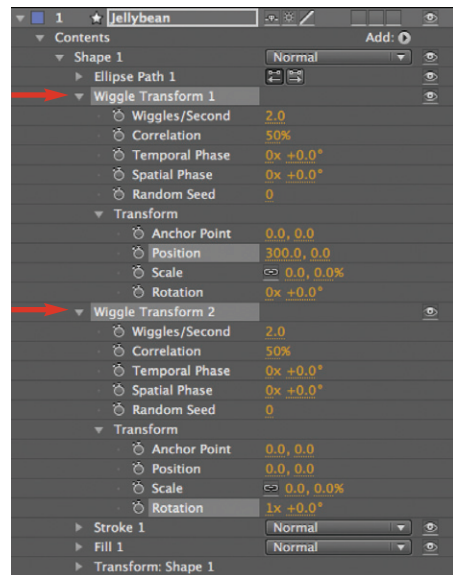 1 Jellybean
Contents Add:
Shape 1 Normal
Ellipse Path 1
Wiggle Transform 1
Wiggles/Second 2.0
Correlation 50%
Temporal Phase 0x +0.0°
Spatial Phase 0x +0.0°
Random Seed 0
Transform
Anchor Point 0.0, 0.0
Position 300.0, 0.0
Scale 0.0, 0.0%
Rotation 0x +0.0°
Wiggle Transform 2
Wiggles/Second 2.0
Correlation 50%
Temporal Phase 0x +0.0°
Spatial Phase 0x +0.0°
Random Seed 0
Transform
Anchor Point 0.0, 0.0
Position 0.0, 0.0
Scale 0.0, 0.0%
Rotation 1x +0.0°
Stroke 1 Normal
Fill 1 Normal
Transform: Shape 1